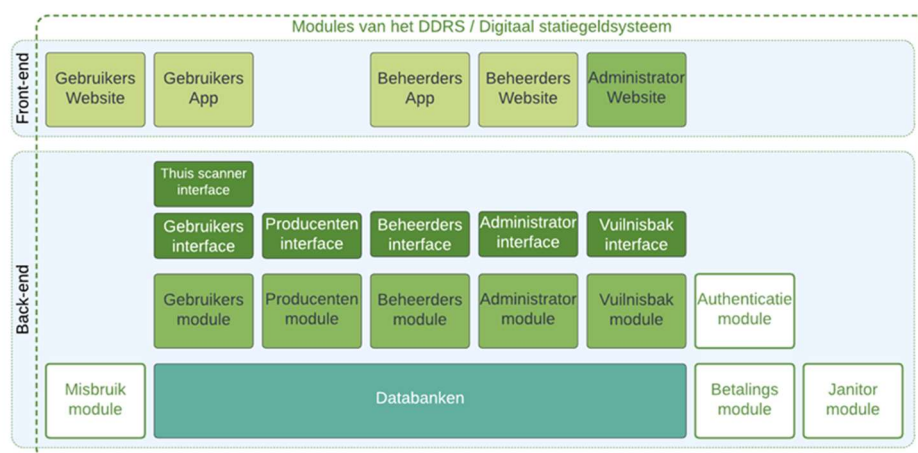 Modules van het DDRS / Digitaal statiegeldsysteem
Front-end
Gebruikers
Website
Gebruikers
App
Beheerders
App
Beheerders
Website
Administrator
Website
Back-end
Thuis scanner
interface
Gebruikers
interface
Producenten
interface
Beheerders
interface
Administrator
interface
Vuilnisbak
interface
Gebruikers
module
Producenten
module
Beheerders
module
Administrator
module
Vuilnisbak
module
Authenticatie
module
Misbruik
module
Databanken
Betalings
module
Janitor
module